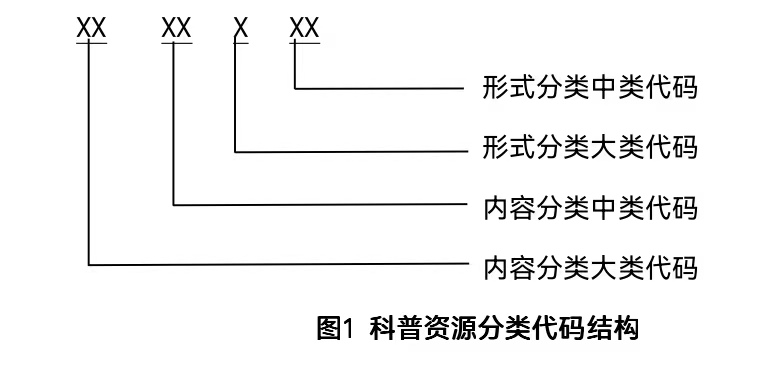 XX XX X XX
形式分类中类代码
形式分类大类代码
内容分类中类代码
内容分类大类代码
图1 科普资源分类代码结构